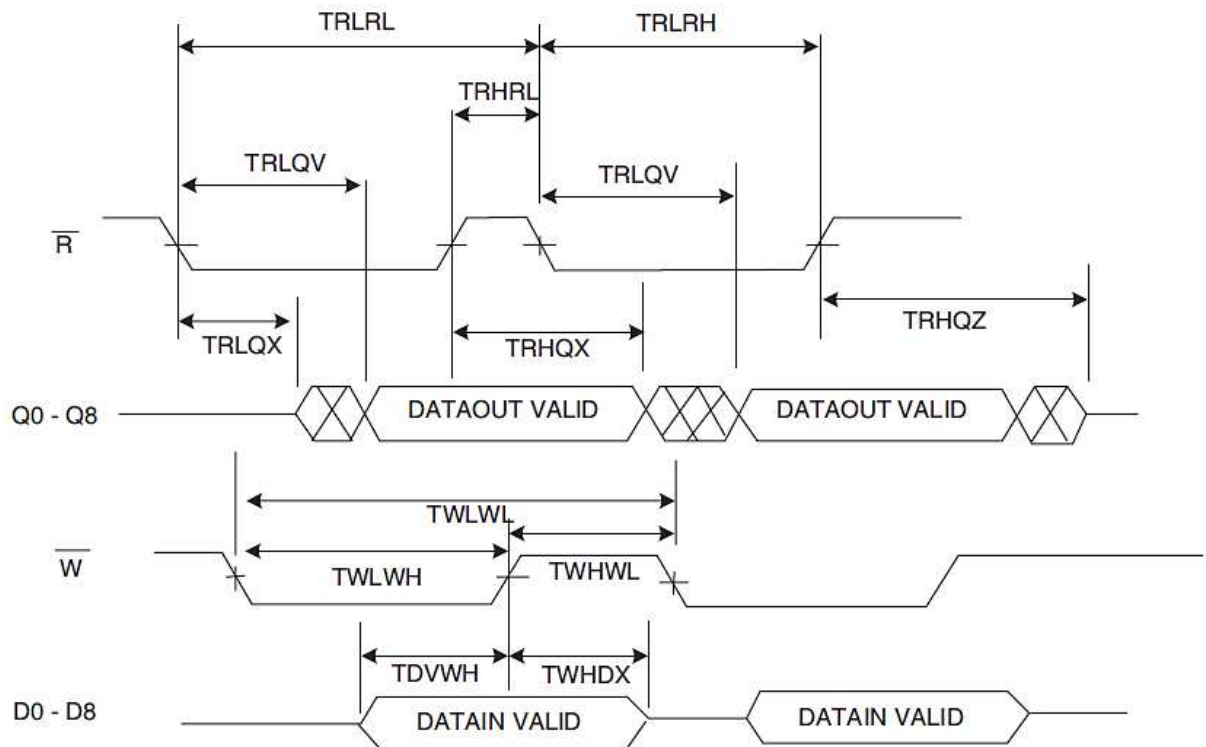 TRLRL TRLRH
TRHRL
TRLQV TRLQV
R
TRLQX TRHQX TRHQZ
Q0 - Q8 DATAOUT VALID DATAOUT VALID
TWLWL
W TWLWH TWHWL
TDVWH TWHDX
D0 - D8 DATAIN VALID DATAIN VALID